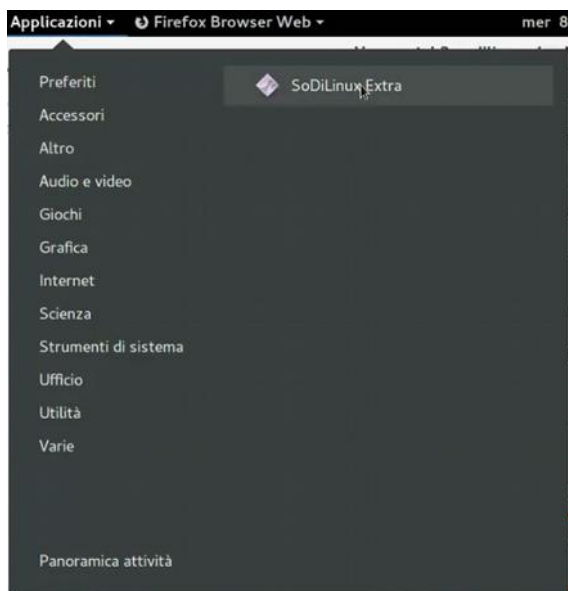 Applicazioni Firefox Browser Web mer 8
Preferiti SoDiLinux Extra
Accessori
Altro
Audio e video
Giochi
Grafica
Internet
Scienza
Strumenti di sistema
Ufficio
Utilità
Varie
Panoramica attività